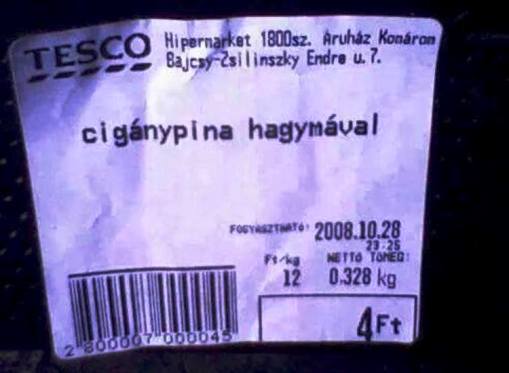 TESCO Hipermarket 1800sz. Áruház Komárom
Bajcsy-Zsilinszky Endre u. 7.
cigánypina hagymával
FOGYASZTHATÓ: 2008.10.28
23:25
Ft/kg NETTÓ TÖMEG:
12 0.328 kg
4Ft
2 800007 000045